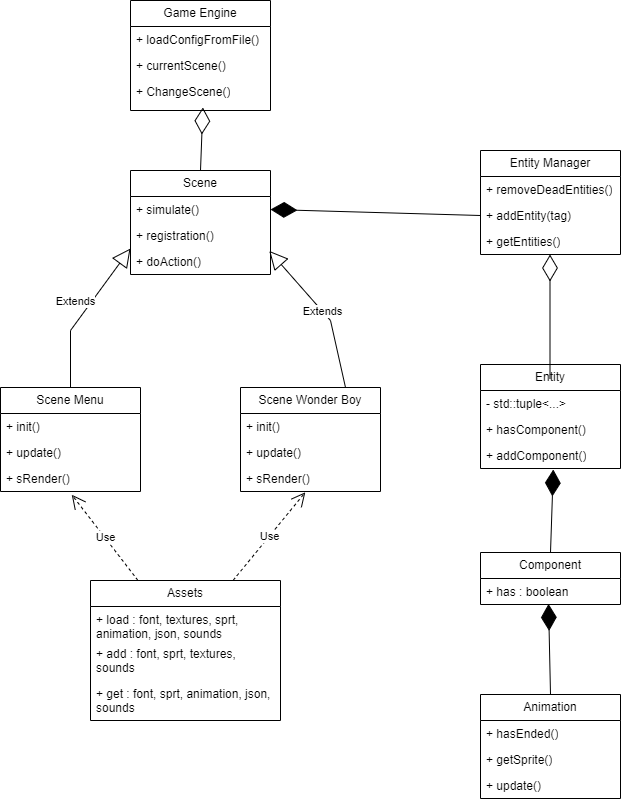 Game Engine
+ loadConfigFromFile()
+ currentScene()
+ ChangeScene()
Scene
+ simulate()
+ registration()
+ doAction()
Entity Manager
+ removeDeadEntities()
+ addEntity(tag)
+ getEntities()
Extends
Extends
Entity
- std::tuple<...>
+ hasComponent()
+ addComponent()
Scene Menu
+ init()
+ update()
+ sRender()
Scene Wonder Boy
+ init()
+ update()
+ sRender()
Use
Use
Assets
+ load : font, textures, sprt,
animation, json, sounds
+ add : font, sprt, textures,
sounds
+ get : font, sprt, animation, json,
sounds
Component
+ has : boolean
Animation
+ hasEnded()
+ getSprite()
+ update()